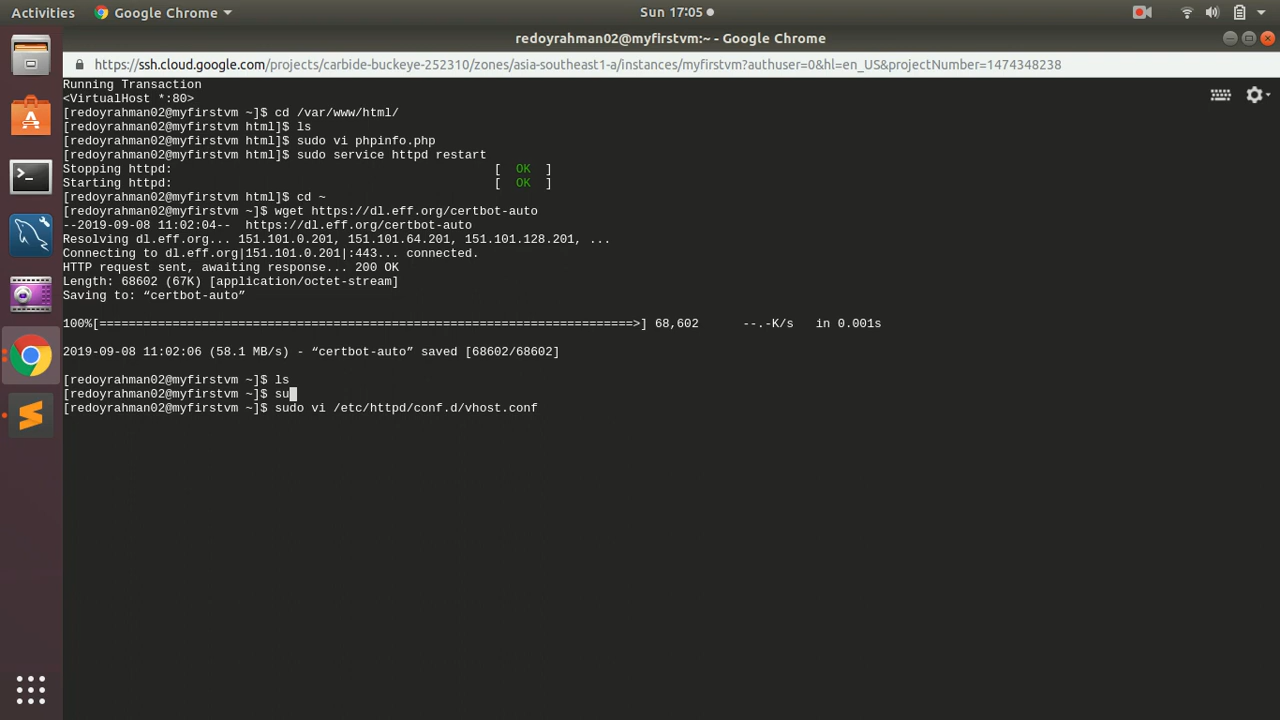 Activities Google Chrome Sun 17:05
redoyrahman02@myfirstvm:~ - Google Chrome
https://ssh.cloud.google.com/projects/carbide-buckeye-252310/zones/asia-southeast1-a/instances/myfirstvm?authuser=0&hl=en_US&projectNumber=1474348238
Running Transaction
<VirtualHost *:80>
[redoyrahman02@myfirstvm ~]$ cd /var/www/html/
[redoyrahman02@myfirstvm html]$ ls
[redoyrahman02@myfirstvm html]$ sudo vi phpinfo.php
[redoyrahman02@myfirstvm html]$ sudo service httpd restart
Stopping httpd: [ OK ]
Starting httpd: [ OK ]
[redoyrahman02@myfirstvm html]$ cd ~
[redoyrahman02@myfirstvm ~]$ wget https://dl.eff.org/certbot-auto
--2019-09-08 11:02:04-- https://dl.eff.org/certbot-auto
Resolving dl.eff.org... 151.101.0.201, 151.101.64.201, 151.101.128.201, ...
Connecting to dl.eff.org|151.101.0.201|:443... connected.
HTTP request sent, awaiting response... 200 OK
Length: 68602 (67K) [application/octet-stream]
Saving to: “certbot-auto”
100%[=========================================================================>] 68,602 --.-K/s in 0.001s
2019-09-08 11:02:06 (58.1 MB/s) - “certbot-auto” saved [68602/68602]
[redoyrahman02@myfirstvm ~]$ ls
[redoyrahman02@myfirstvm ~]$ su
[redoyrahman02@myfirstvm ~]$ sudo vi /etc/httpd/conf.d/vhost.conf